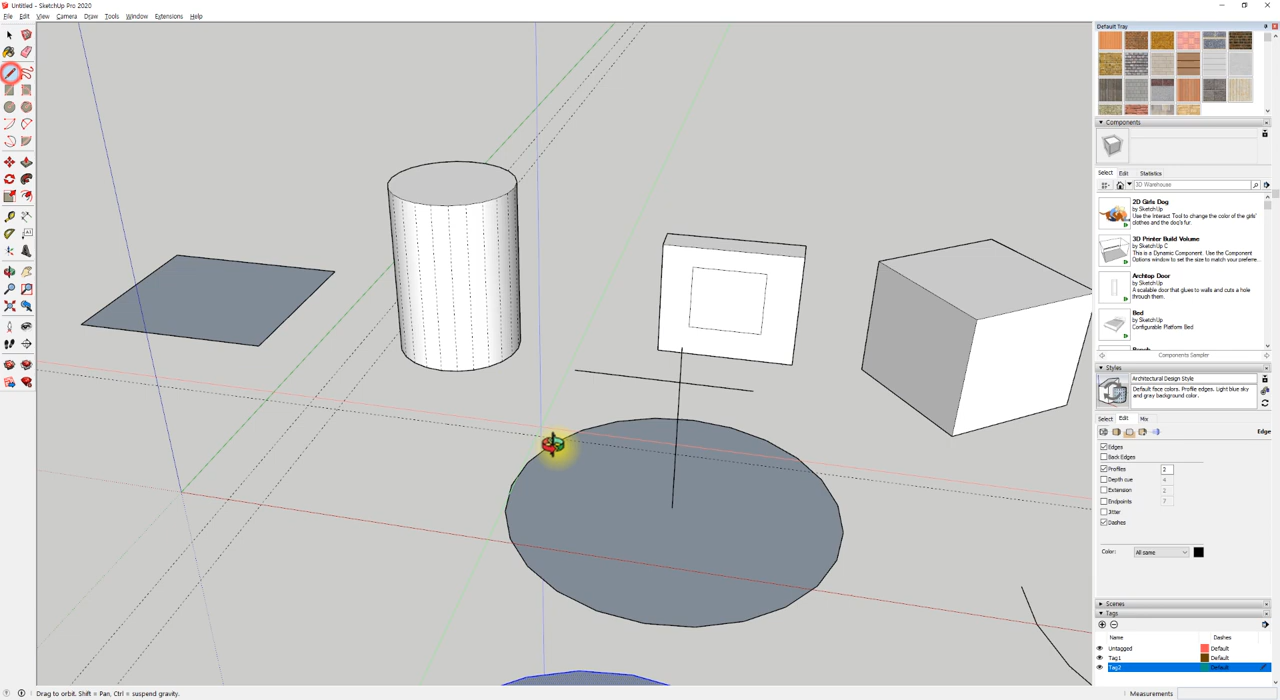 Untitled - SketchUp Pro 2020
File Edit View Camera Draw Tools Window Extensions Help
Default Tray
Components
Select Edit Statistics
3D Warehouse
2D Girls Dog
by SketchUp
Use the Interact Tool to change the color of the girls'
clothes and the dog's fur.
3D Printer Build Volume
by SketchUp C
This is a Dynamic Component. Use the Component
Options window to set the size to match your preferre...
Archtop Door
by SketchUp
A scalable door that glues to walls and cuts a hole
through them.
Bed
by SketchUp
Configurable Platform Bed
Components Sampler
Styles
Architectural Design Style
Default face colors. Profile edges. Light blue sky
and gray background color.
Select Edit Mix
Edge
Edges
Back Edges
Profiles 2
Depth cue 4
Extension 2
Endpoints 7
Jitter
Dashes
Color: All same
Scenes
Tags
Name Dashes
Untagged Default
Tag1 Default
Tag2 Default
Drag to orbit. Shift = Pan, Ctrl = suspend gravity.
Measurements